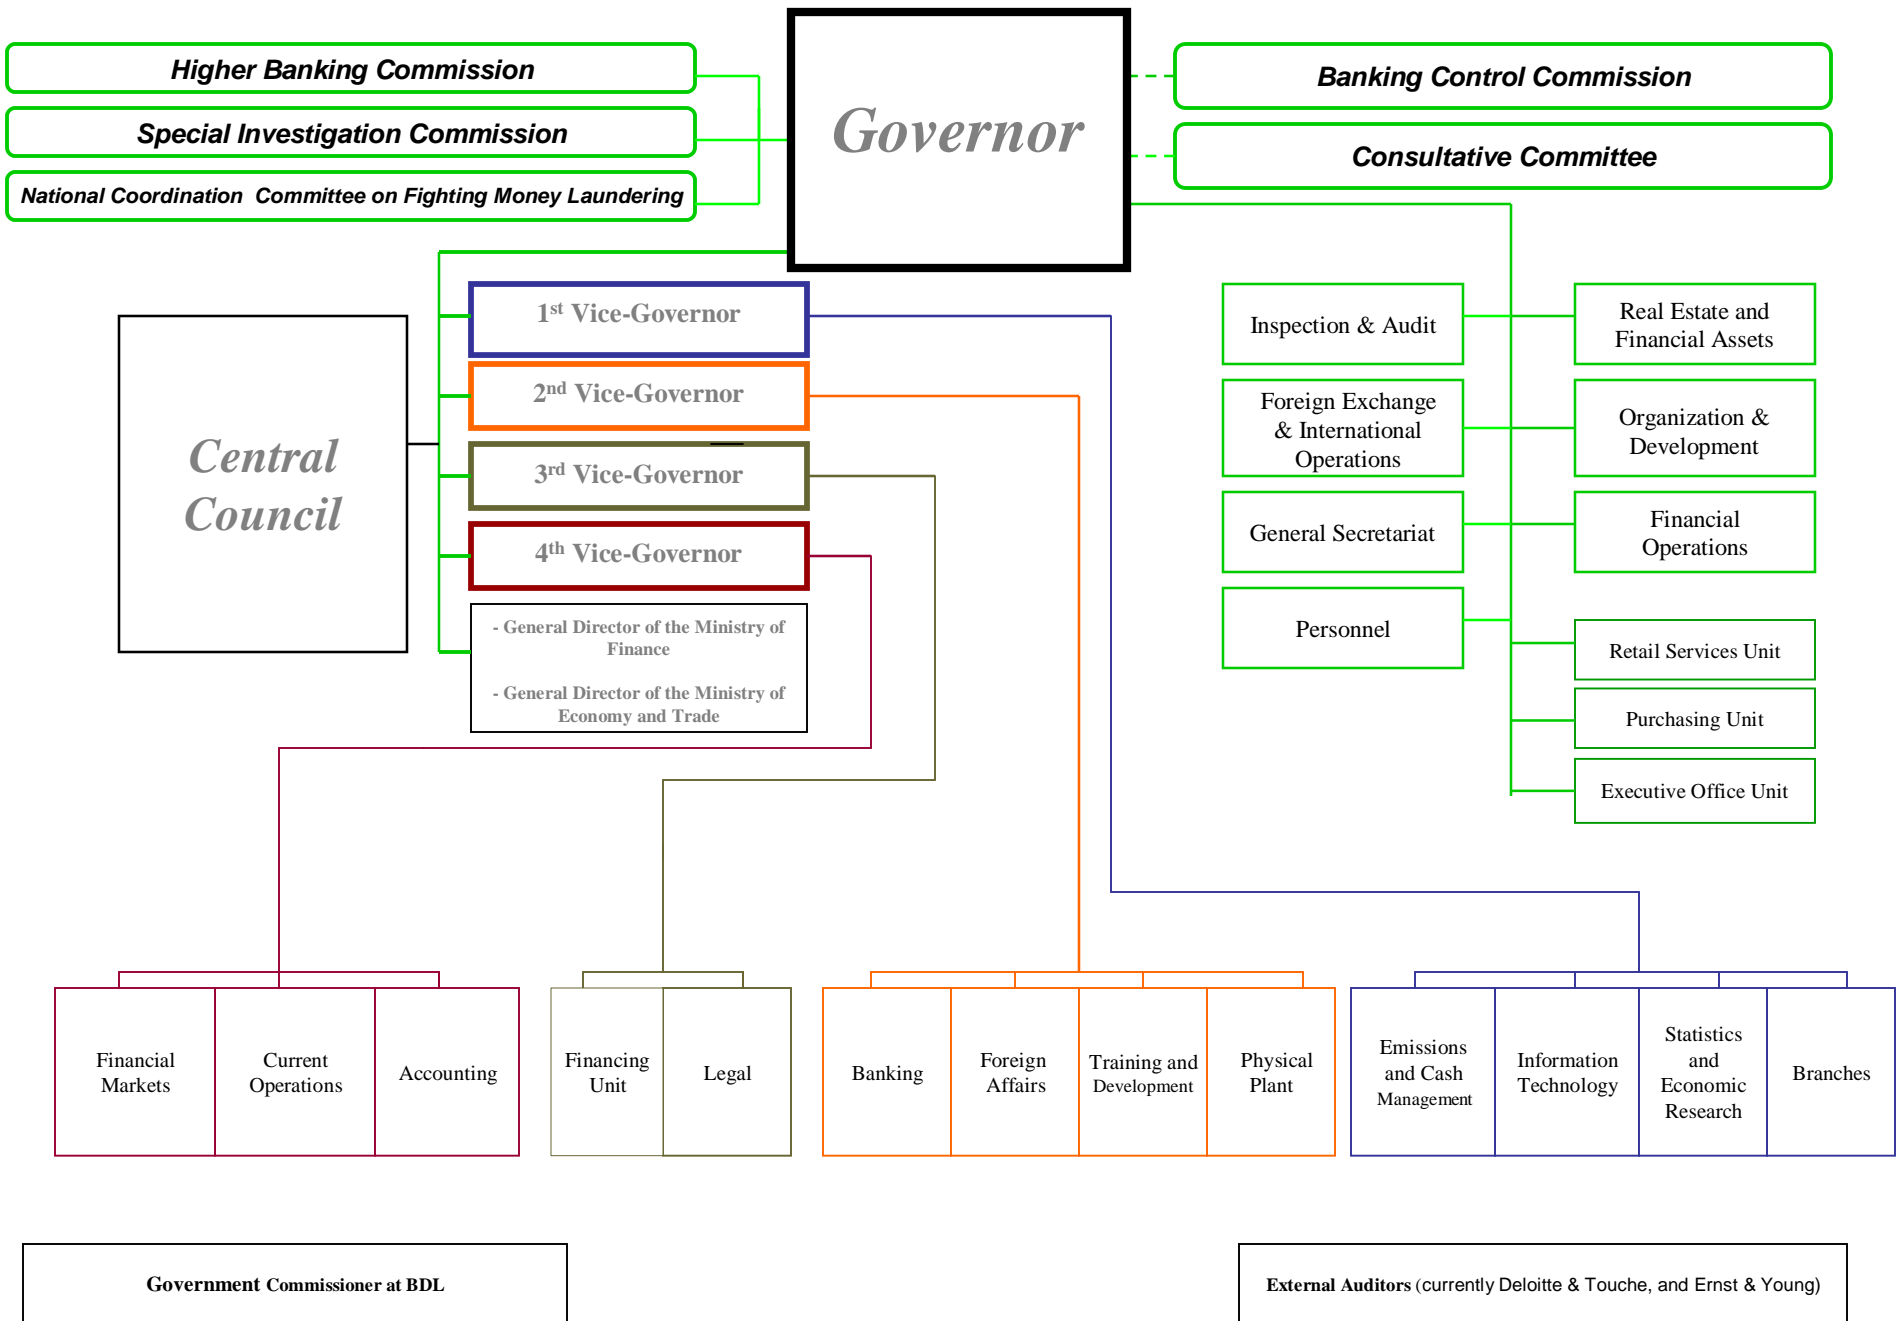 Higher Banking Commission
Special Investigation Commission
National Coordination Committee on Fighting Money Laundering
Governor
Banking Control Commission
Consultative Committee
Central
Council
1st Vice-Governor
2nd Vice-Governor
3rd Vice-Governor
4th Vice-Governor
- General Director of the Ministry of
Finance
- General Director of the Ministry of
Economy and Trade
Inspection & Audit
Real Estate and
Financial Assets
Foreign Exchange
& International
Operations
Organization &
Development
General Secretariat
Financial
Operations
Personnel
Retail Services Unit
Purchasing Unit
Executive Office Unit
Financial
Markets
Current
Operations
Accounting
Financing
Unit
Legal
Banking
Foreign
Affairs
Training and
Development
Physical
Plant
Emissions
and Cash
Management
Information
Technology
Statistics
and
Economic
Research
Branches
Government Commissioner at BDL
External Auditors (currently Deloitte & Touche, and Ernst & Young)